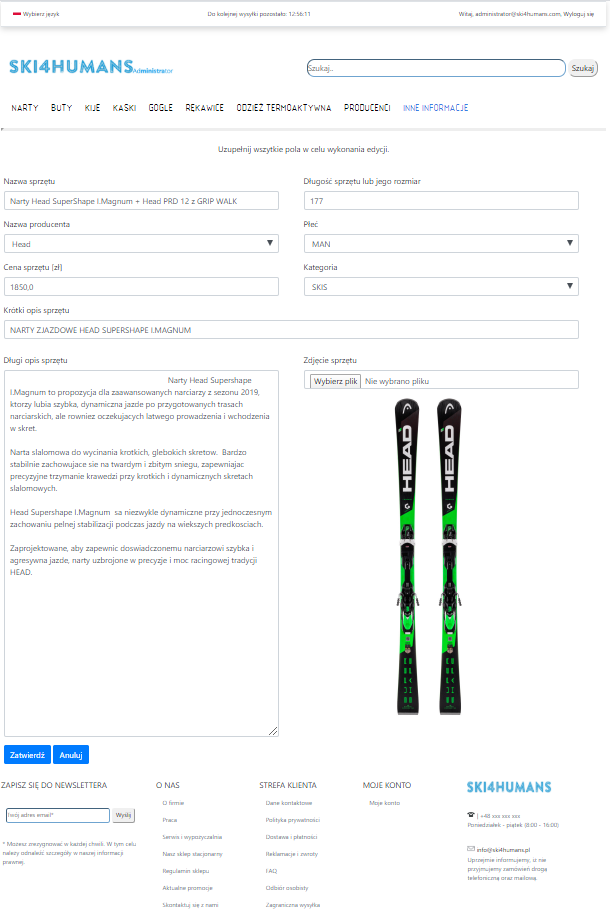 Wybierz język
Do kolejnej wysyłki pozostało: 12:56:11
Witaj, administrator@ski4humans.com, Wyloguj się
SKI4HUMANS Administrator
Szukaj..
Szukaj
NARTY BUTY KIJE KASKI GOGLE RĘKAWICE ODZIEŻ TERMOAKTYWNA PRODUCENCI INNE INFORMACJE
Uzupełnij wszytkie pola w celu wykonania edycji.
Nazwa sprzętu
Narty Head SuperShape I.Magnum + Head PRD 12 z GRIP WALK
Długość sprzętu lub jego rozmiar
177
Nazwa producenta
Head
Płeć
MAN
Cena sprzętu [zł]
1850,0
Kategoria
SKIS
Krótki opis sprzętu
NARTY ZJAZDOWE HEAD SUPERSHAPE I.MAGNUM
Długi opis sprzętu
Narty Head Supershape
I.Magnum to propozycja dla zaawansowanych narciarzy z sezonu 2019,
ktorzy lubia szybka, dynamiczna jazde po przygotowanych trasach
narciarskich, ale rowniez oczekujacych latwego prowadzenia i wchodzenia
w skret.
Narta slalomowa do wycinania krotkich, glebokich skretow. Bardzo
stabilnie zachowujace sie na twardym i zbitym sniegu, zapewniajac
precyzyjne trzymanie krawedzi przy krotkich i dynamicznych skretach
slalomowych.
Head Supershape I.Magnum sa niezwykle dynamiczne przy jednoczesnym
zachowaniu pelnej stabilizacji podczas jazdy na wiekszych predkosciach.
Zaprojektowane, aby zapewnic doswiadczonemu narciarzowi szybka i
agresywna jazde, narty uzbrojone w precyzje i moc racingowej tradycji
HEAD.
Zdjęcie sprzętu
Wybierz plik Nie wybrano pliku
HEAD HEAD
Zatwierdź Anuluj
ZAPISZ SIĘ DO NEWSLETTERA
Twój adres email*
Wyślij
* Możesz zrezygnować w każdej chwili. W tym celu
należy odnaleźć szczegóły w naszej informacji
prawnej.
O NAS
O firmie
Praca
Serwis i wypożyczalnia
Nasz sklep stacjonarny
Regulamin sklepu
Aktualne promocje
Skontaktuj się z nami
STREFA KLIENTA
Dane kontaktowe
Polityka prywatności
Dostawa i płatności
Reklamacje i zwroty
FAQ
Odbiór osobisty
Zagraniczna wysyłka
MOJE KONTO
Moje konto
SKI4HUMANS
| +48 xxx xxx xxx
Poniedziałek - piątek (8:00 - 16:00)
info@ski4humans.pl
Uprzejmie informujemy, iż nie
przyjmujemy zamówień drogą
telefoniczną oraz mailową.